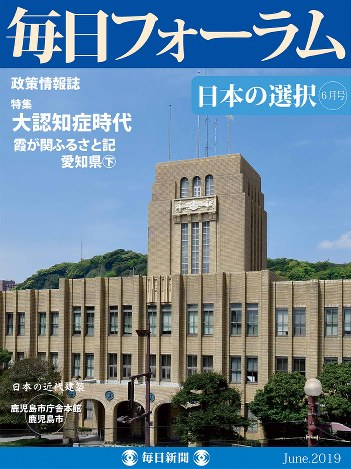 毎日フォーラム
政策情報誌
日本の選択 6月号
特集
大認知症時代
霞が関ふるさと記
愛知県下
日本の近代建築
鹿児島市庁舎本館
鹿児島市
毎日新聞
June.2019